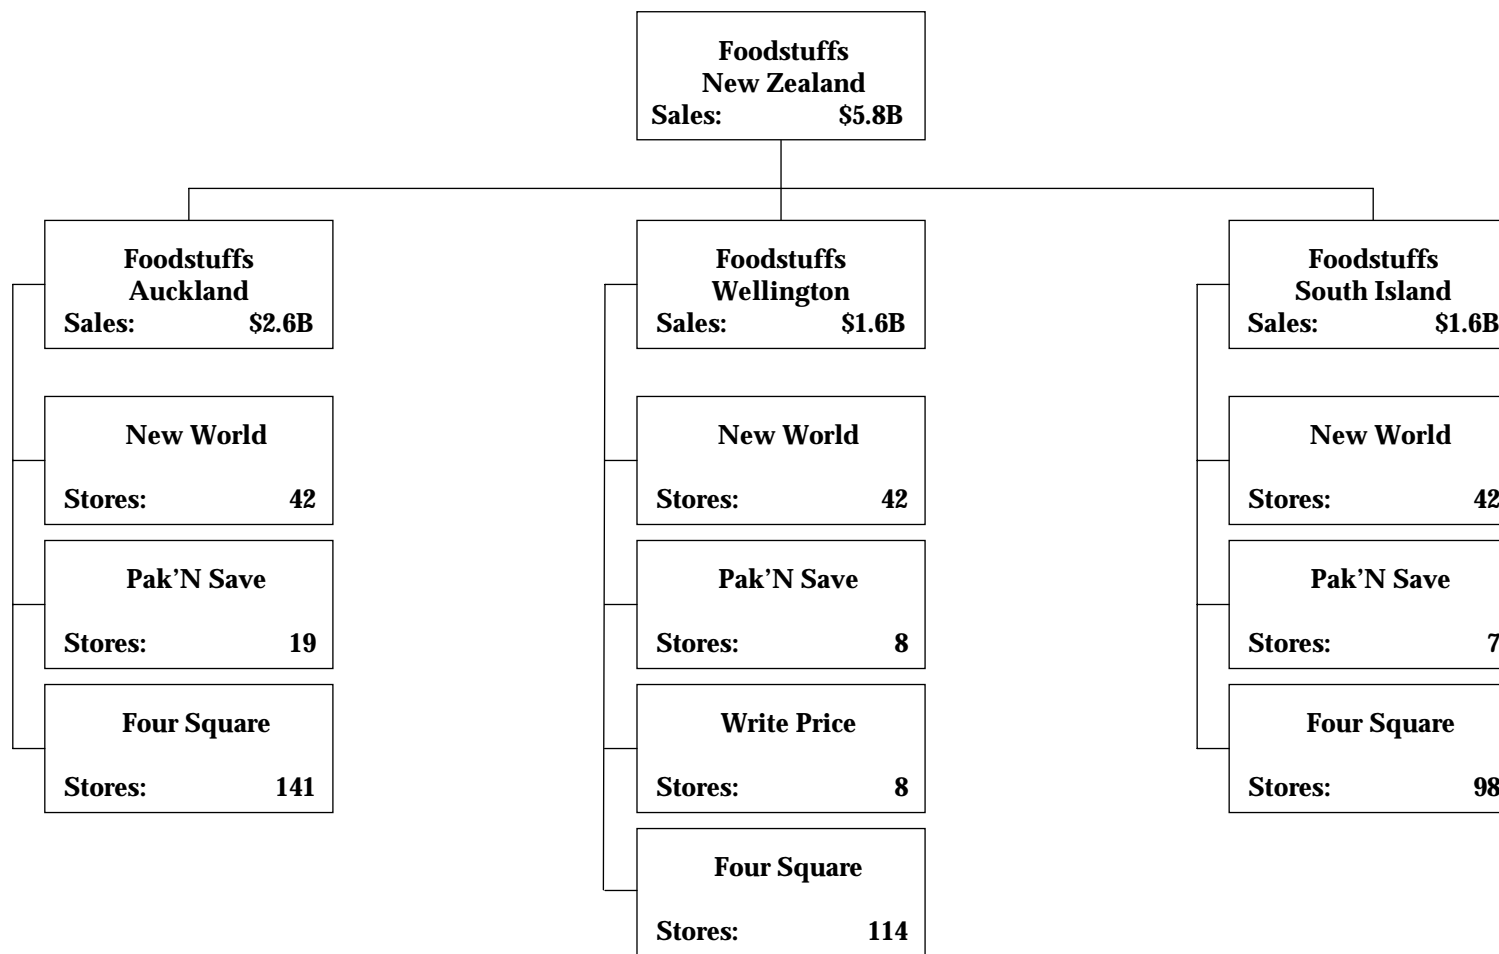 Foodstuffs
New Zealand
Sales: $5.8B
Foodstuffs
Auckland
Sales: $2.6B
New World
Stores: 42
Pak’N Save
Stores: 19
Four Square
Stores: 141
Foodstuffs
Wellington
Sales: $1.6B
New World
Stores: 42
Pak’N Save
Stores: 8
Write Price
Stores: 8
Four Square
Stores: 114
Foodstuffs
South Island
Sales: $1.6B
New World
Stores: 42
Pak’N Save
Stores: 7
Four Square
Stores: 98